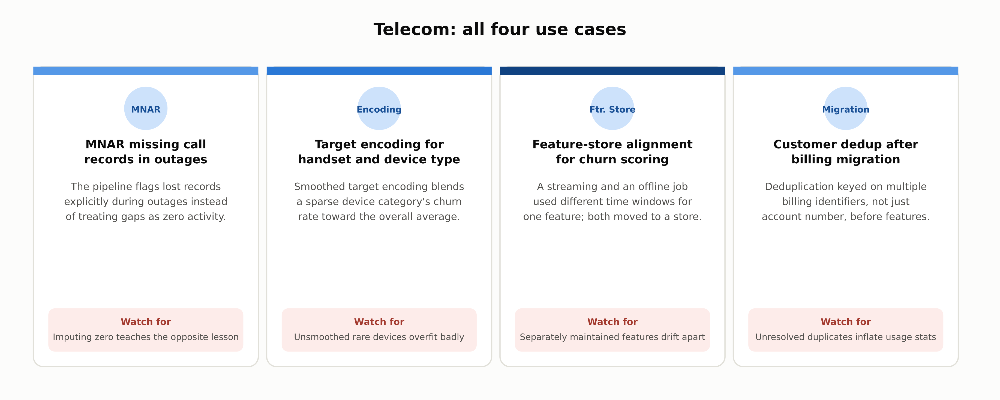 Telecom: all four use cases
MNAR
MNAR missing call
records in outages
The pipeline flags lost records
explicitly during outages instead
of treating gaps as zero activity.
Watch for
Imputing zero teaches the opposite lesson
Encoding
Target encoding for
handset and device type
Smoothed target encoding blends
a sparse device category's churn
rate toward the overall average.
Watch for
Unsmoothed rare devices overfit badly
Ftr. Store
Feature-store alignment
for churn scoring
A streaming and an offline job
used different time windows for
one feature; both moved to a store.
Watch for
Separately maintained features drift apart
Migration
Customer dedup after
billing migration
Deduplication keyed on multiple
billing identifiers, not just
account number, before features.
Watch for
Unresolved duplicates inflate usage stats